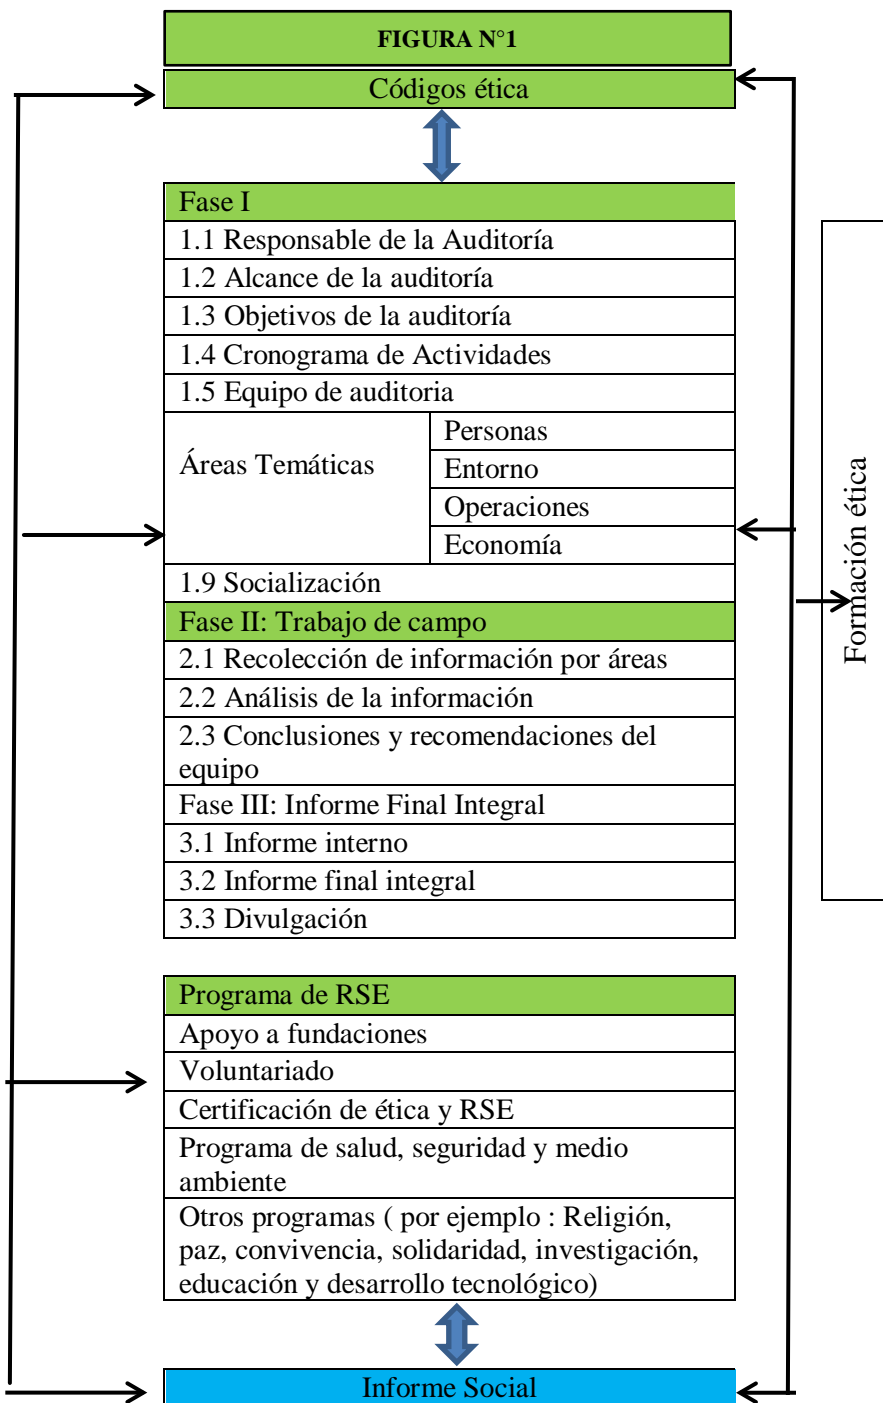 FIGURA N°1
Códigos ética
Fase I
1.1 Responsable de la Auditoría
1.2 Alcance de la auditoría
1.3 Objetivos de la auditoría
1.4 Cronograma de Actividades
1.5 Equipo de auditoria
Áreas Temáticas
Personas
Entorno
Operaciones
Economía
1.9 Socialización
Fase II: Trabajo de campo
2.1 Recolección de información por áreas
2.2 Análisis de la información
2.3 Conclusiones y recomendaciones del
equipo
Fase III: Informe Final Integral
3.1 Informe interno
3.2 Informe final integral
3.3 Divulgación
Formación ética
Programa de RSE
Apoyo a fundaciones
Voluntariado
Certificación de ética y RSE
Programa de salud, seguridad y medio
ambiente
Otros programas ( por ejemplo : Religión,
paz, convivencia, solidaridad, investigación,
educación y desarrollo tecnológico)
Informe Social